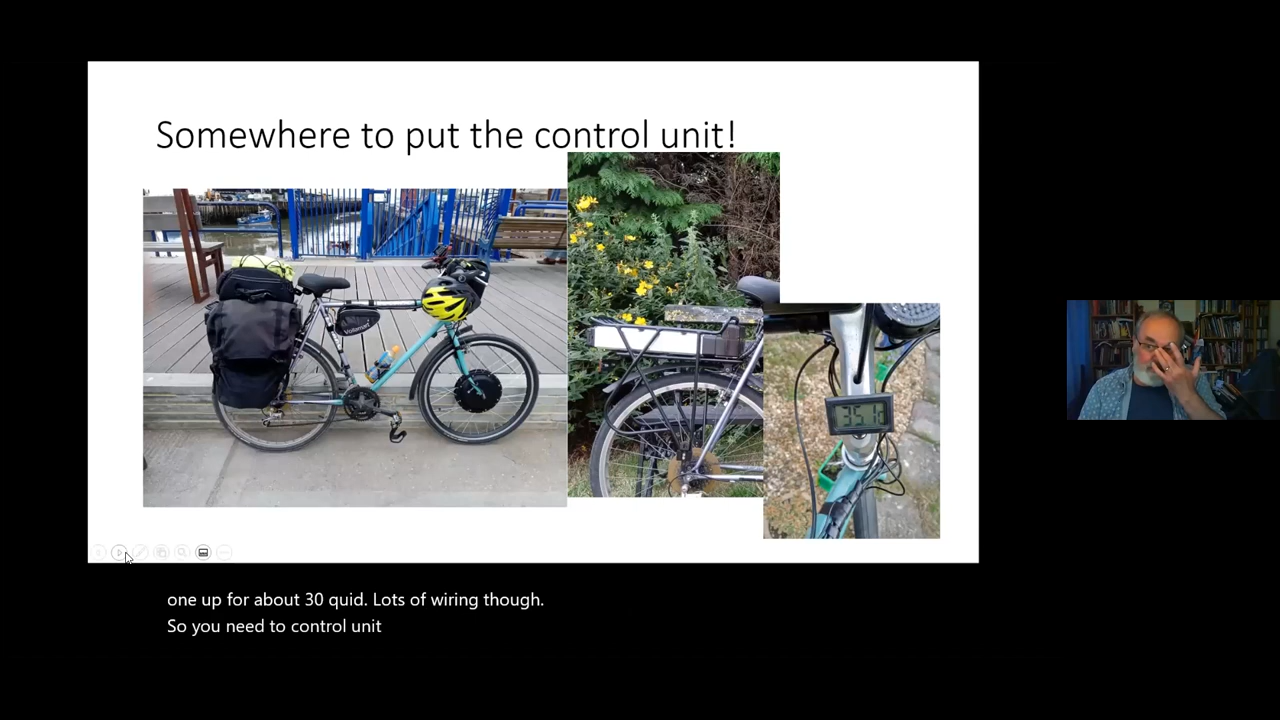 Somewhere to put the control unit!
one up for about 30 quid. Lots of wiring though.
So you need to control unit